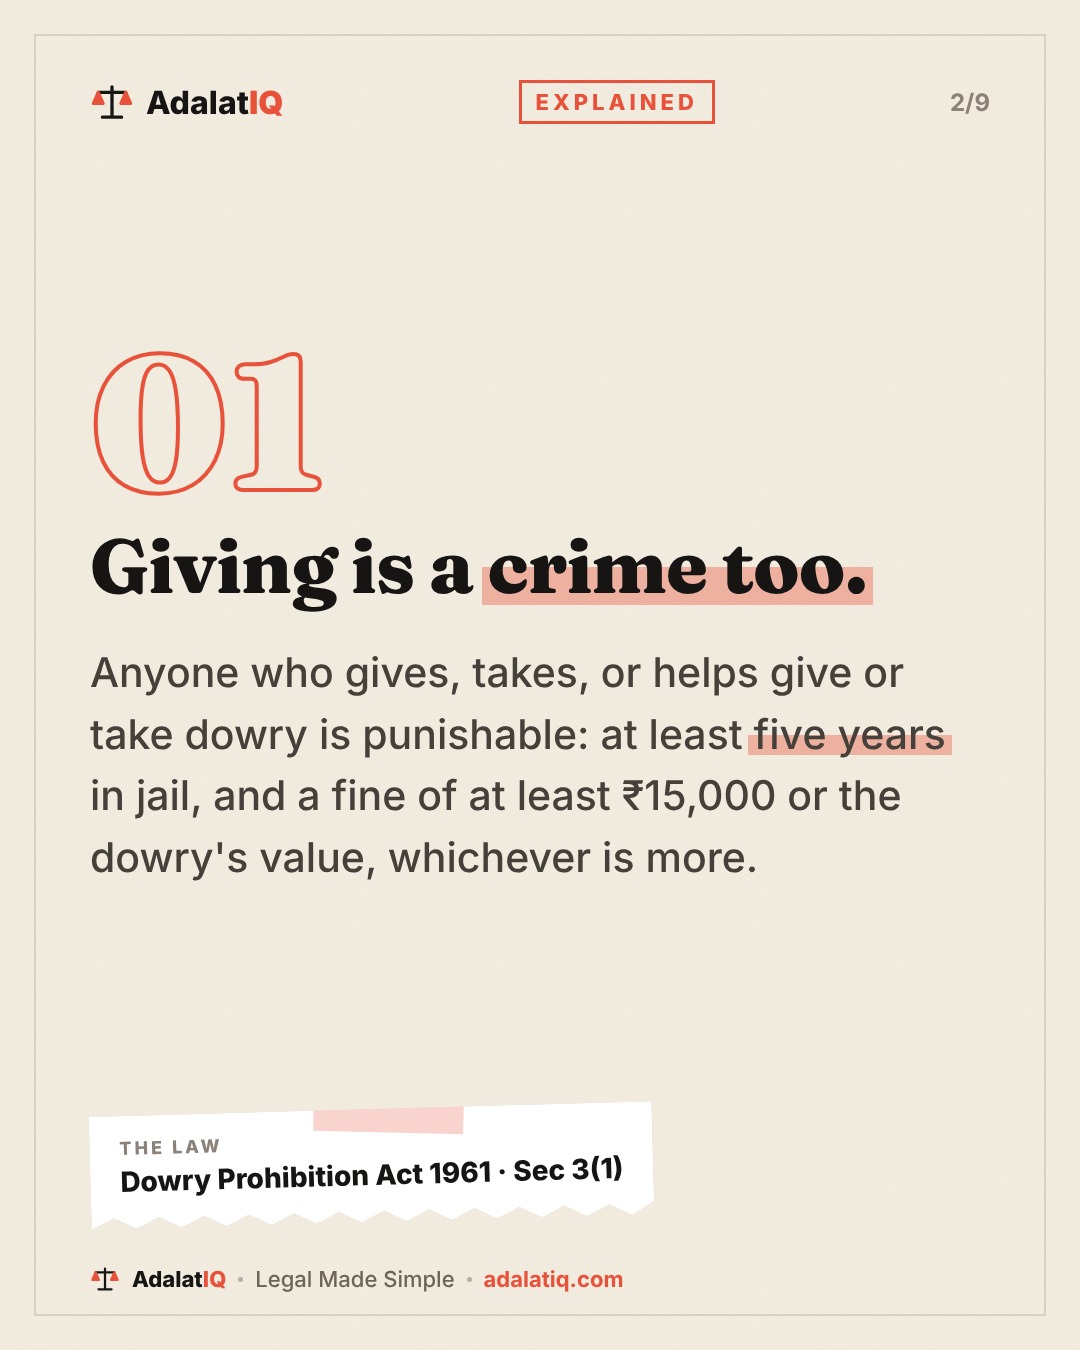 AdalatIQ
EXPLAINED
2/9
01
Giving is a crime too.
Anyone who gives, takes, or helps give or
take dowry is punishable: at least five years
in jail, and a fine of at least ₹15,000 or the
dowry's value, whichever is more.
THE LAW
Dowry Prohibition Act 1961 · Sec 3(1)
AdalatIQ • Legal Made Simple • adalatiq.com